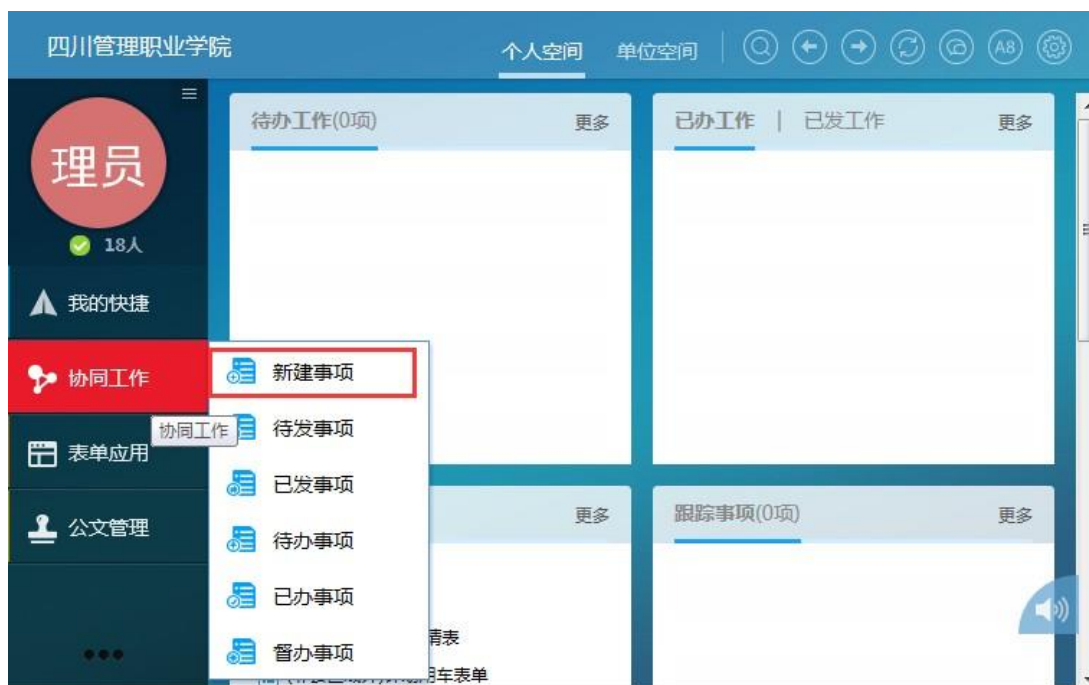 四川管理职业学院
个人空间 单位空间 A8
待办工作(0项) 更多
已办工作 | 已发工作 更多
理员
18人
我的快捷
协同工作
协同工作
表单应用
公文管理
新建事项
待发事项
已发事项
待办事项
已办事项
督办事项
更多
跟踪事项(0项) 更多
请表
用车表单